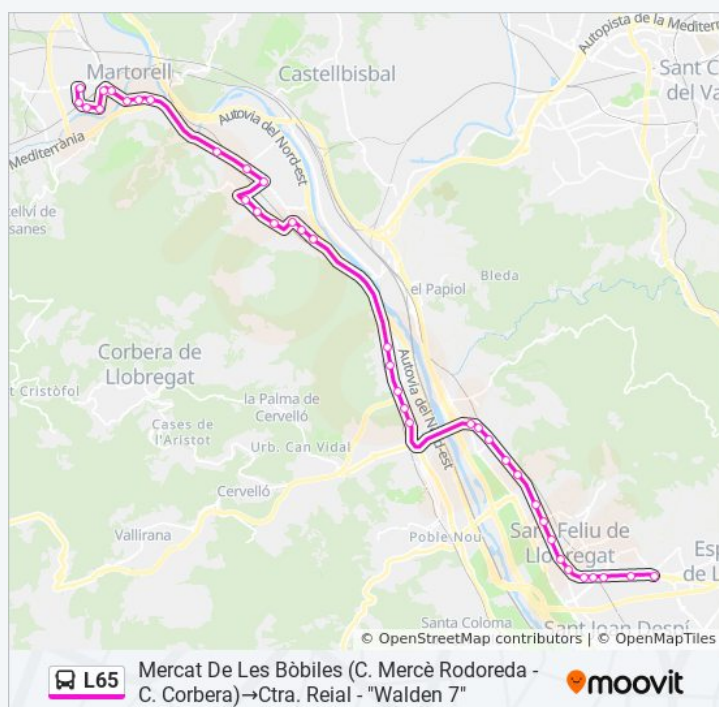 Autopista de la Mediterr
Martorell
Castellbisbal
Sant C
del Va
Autovia del Nord-est
Mediterrània
tellví de
sanes
Bleda
el Papiol
Corbera de
Llobregat
t Cristòfol
la Palma de
Cervelló
Autovia del Nord-est
Cases de
l'Aristot
Urb. Can Vidal
Cervelló
Vallirana
Poble Nou
Sant Feliu de
Llobregat
Esp
de L
Santa Coloma
Sant Joan Despí
© OpenStreetMap contributors | © OpenMapTiles
L65
Mercat De Les Bòbiles (C. Mercè Rodoreda -
C. Corbera)→Ctra. Reial - "Walden 7"
moovit